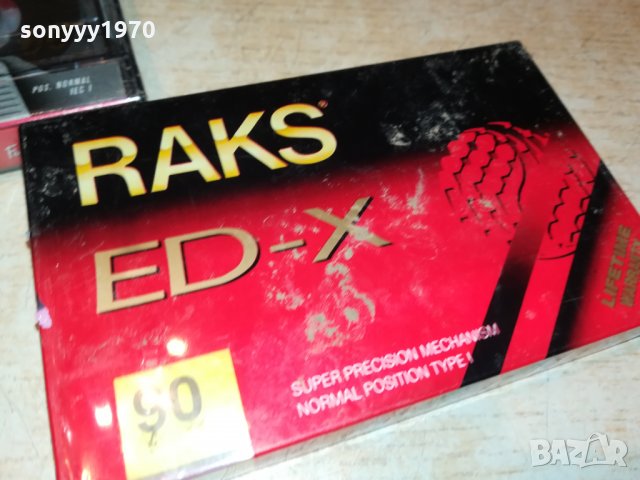 sonyyy1970
POS. NORMAL
IEC I
RAKS®
ED-X
LIFETIME
SUPER PRECISION MECHANISM
NORMAL POSITION TYPE I
90
BAZAR